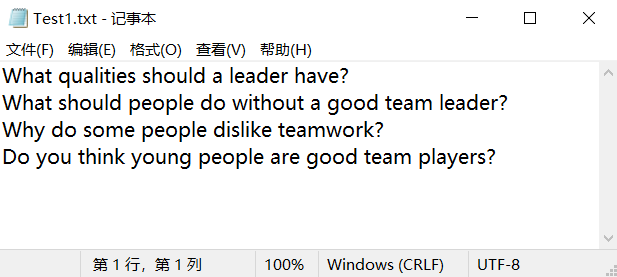 Test1.txt - 记事本
文件(F) 编辑(E) 格式(O) 查看(V) 帮助(H)
What qualities should a leader have?
What should people do without a good team leader?
Why do some people dislike teamwork?
Do you think young people are good team players?
第 1 行，第 1 列 100% Windows (CRLF) UTF-8